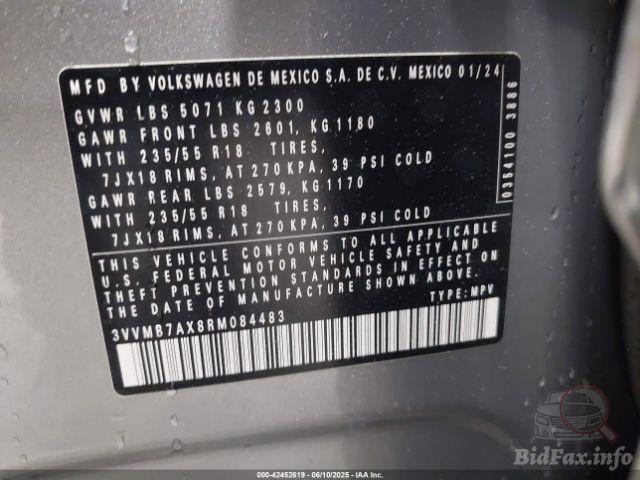 MFD BY VOLKSWAGEN DE MEXICO S.A. DE C.V. MEXICO 01/24
GVWR LBS 5071 KG 2300
GAWR FRONT LBS 2601, KG 1180
WITH 235/55 R18 TIRES,
7JX18 RIMS, AT 270 KPA, 39 PSI COLD
GAWR REAR LBS 2579, KG 1170
WITH 235/55 R18 TIRES,
7JX18 RIMS, AT 270 KPA, 39 PSI COLD
THIS VEHICLE CONFORMS TO ALL APPLICABLE
U.S. FEDERAL MOTOR VEHICLE SAFETY AND
THEFT PREVENTION STANDARDS IN EFFECT ON
THE DATE OF MANUFACTURE SHOWN ABOVE.
TYPE: MPV
3VVMB7AX8RM084483
0354100 3886
BidFax.info
000-42452619 - 06/10/2025 - IAA Inc.